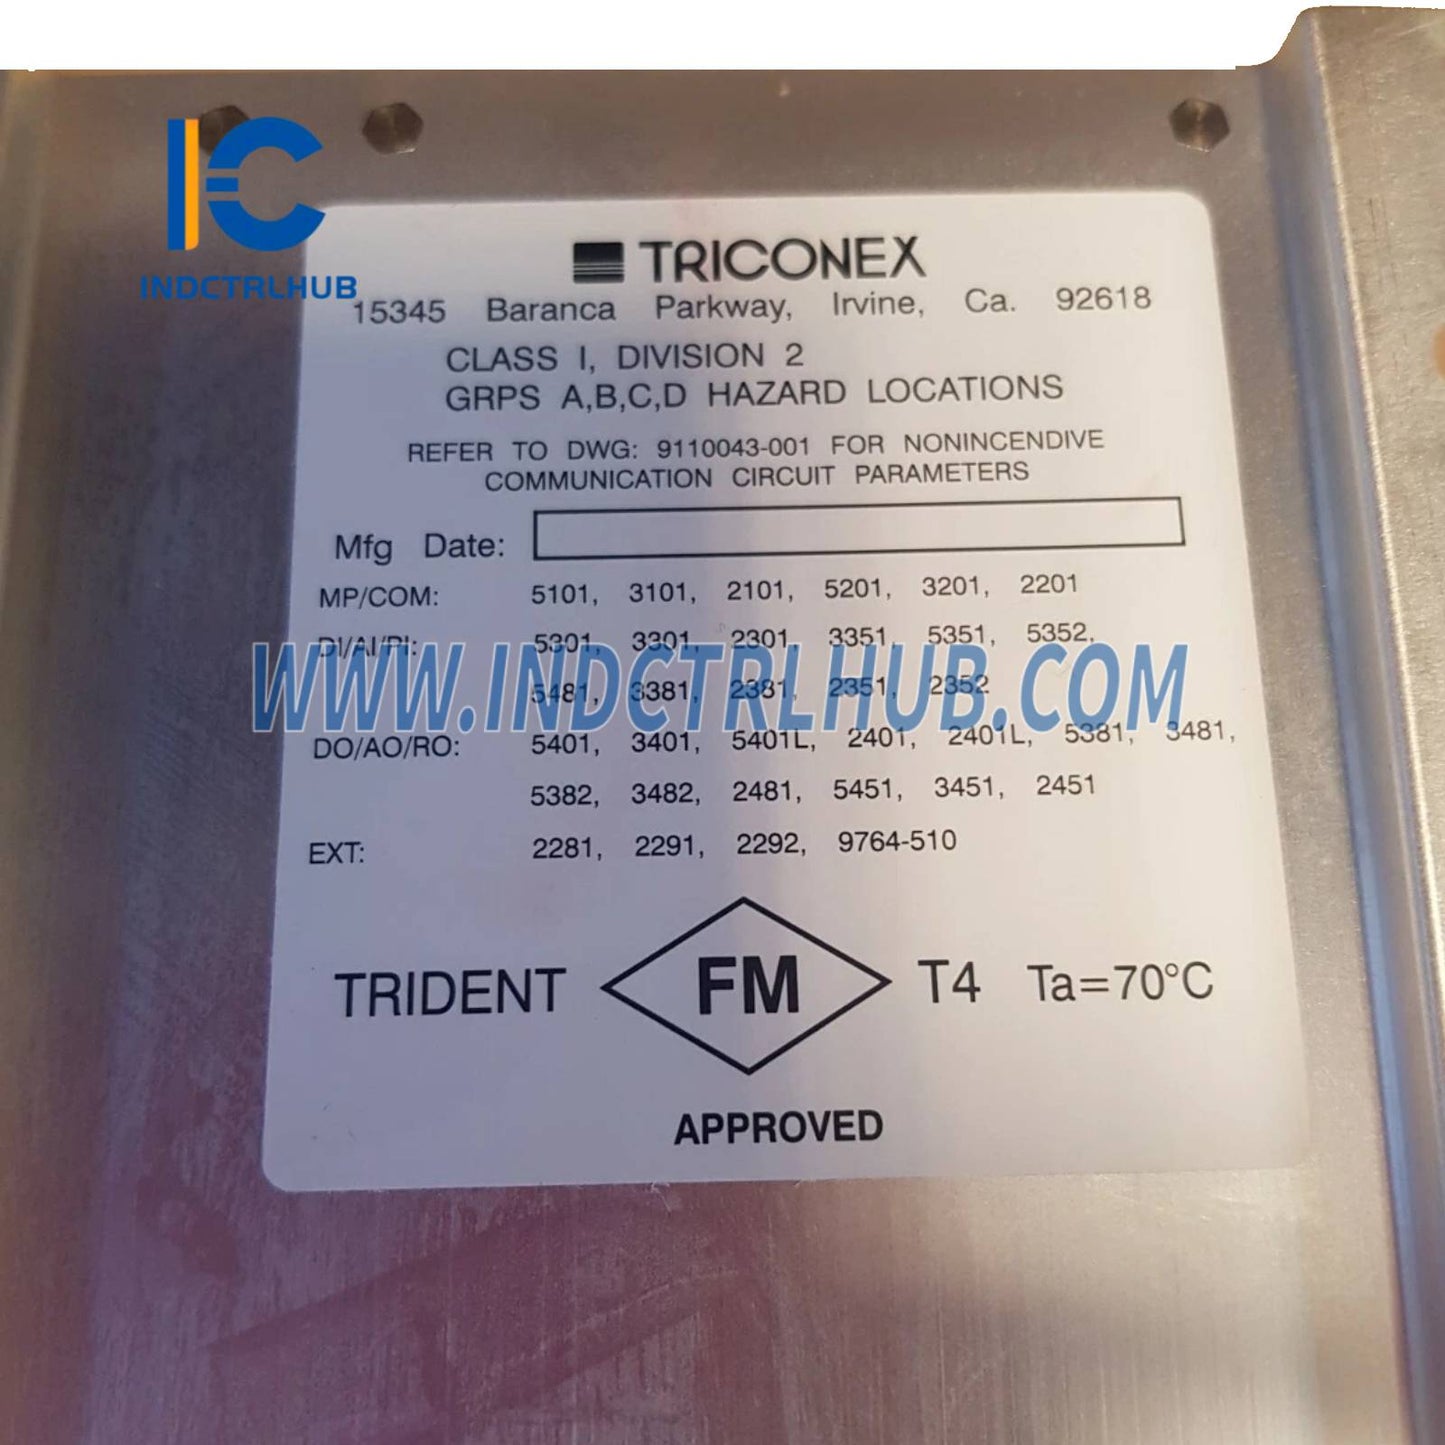 INDCTRLHUB
TRICONEX
15345 Baranca Parkway, Irvine, Ca. 92618
CLASS I, DIVISION 2
GRPS A,B,C,D HAZARD LOCATIONS
REFER TO DWG: 9110043-001 FOR NONINCENDIVE
COMMUNICATION CIRCUIT PARAMETERS
Mfg Date:
MP/COM: 5101, 3101, 2101, 5201, 3201, 2201
DI/AI/PI: 5301, 3301, 2301, 3351, 5351, 5352,
WWW.INDCTRLHUB.COM
5481, 3381, 2381, 2351, 2352
DO/AO/RO: 5401, 3401, 5401L, 2401, 2401L, 5381, 3481,
5382, 3482, 2481, 5451, 3451, 2451
EXT: 2281, 2291, 2292, 9764-510
TRIDENT FM T4 Ta=70°C
APPROVED